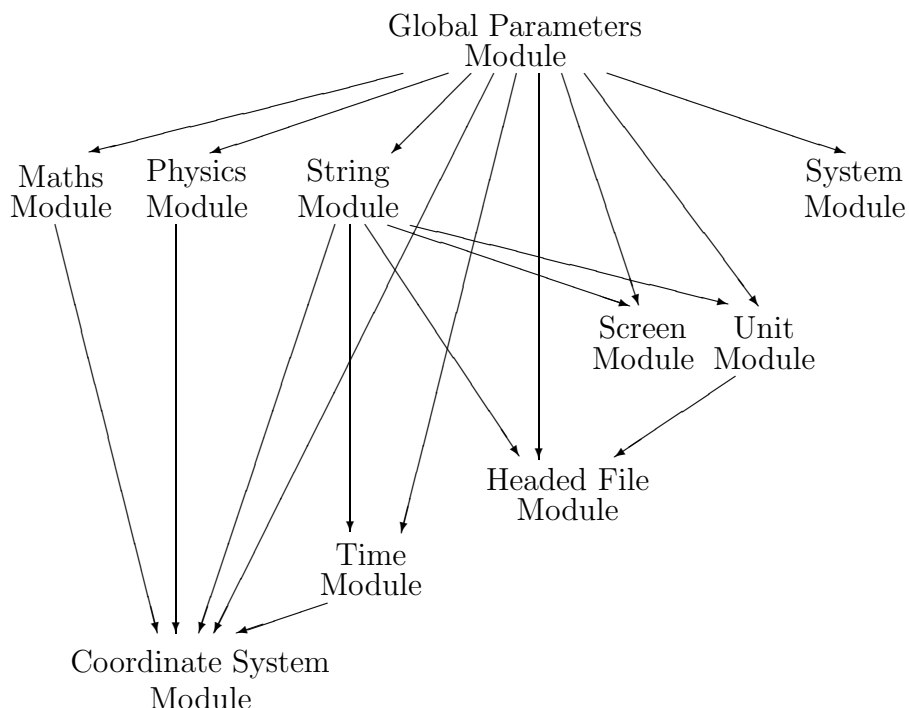 Global Parameters
Module
Maths
Module
Physics
Module
String
Module
System
Module
Screen
Module
Unit
Module
Headed File
Module
Time
Module
Coordinate System
Module